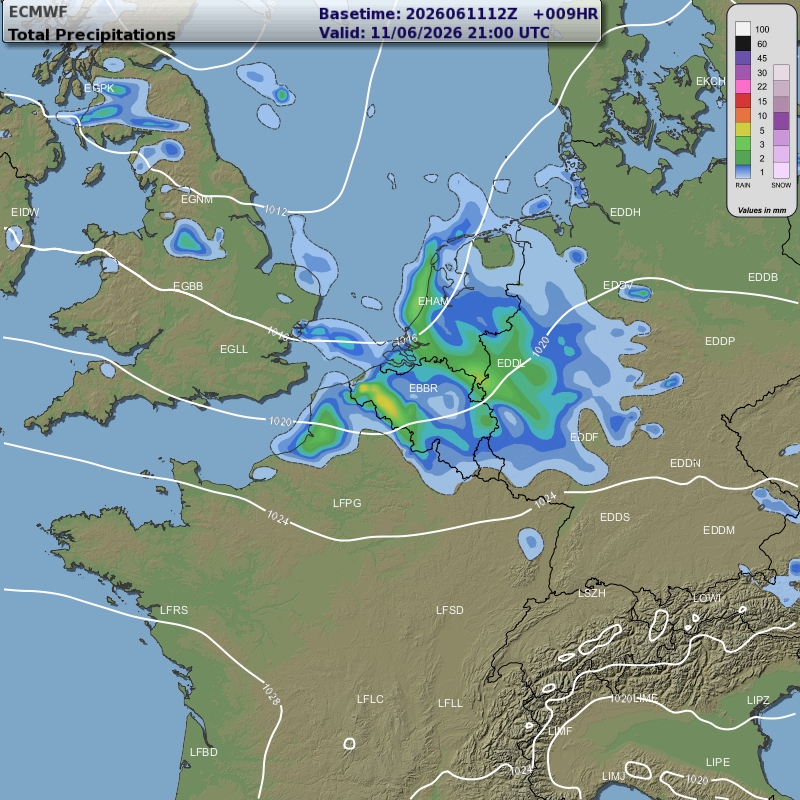 ECMWF
Basetime: 2026061112Z +009HR
Total Precipitations
Valid: 11/06/2026 21:00 UTC
100
60
45
30
22
15
10
5
3
2
1
RAIN SNOW
Values in mm
EGPK
EKCH
EGNM
1012
EIDW
EDDH
EDDB
EGBB
EDDV
EHAM
1016
1016
EGLL
EDDP
1020
EDDL
EBBR
1020
EDDF
EDDN
LFPG
1024
1024
EDDS
EDDM
LSZH
LOWI
LFRS
LFSD
1028
LFLC
LFLL
1020
LIME
LIPZ
LIMF
LFBD
LIPE
1024
LIMJ
1020